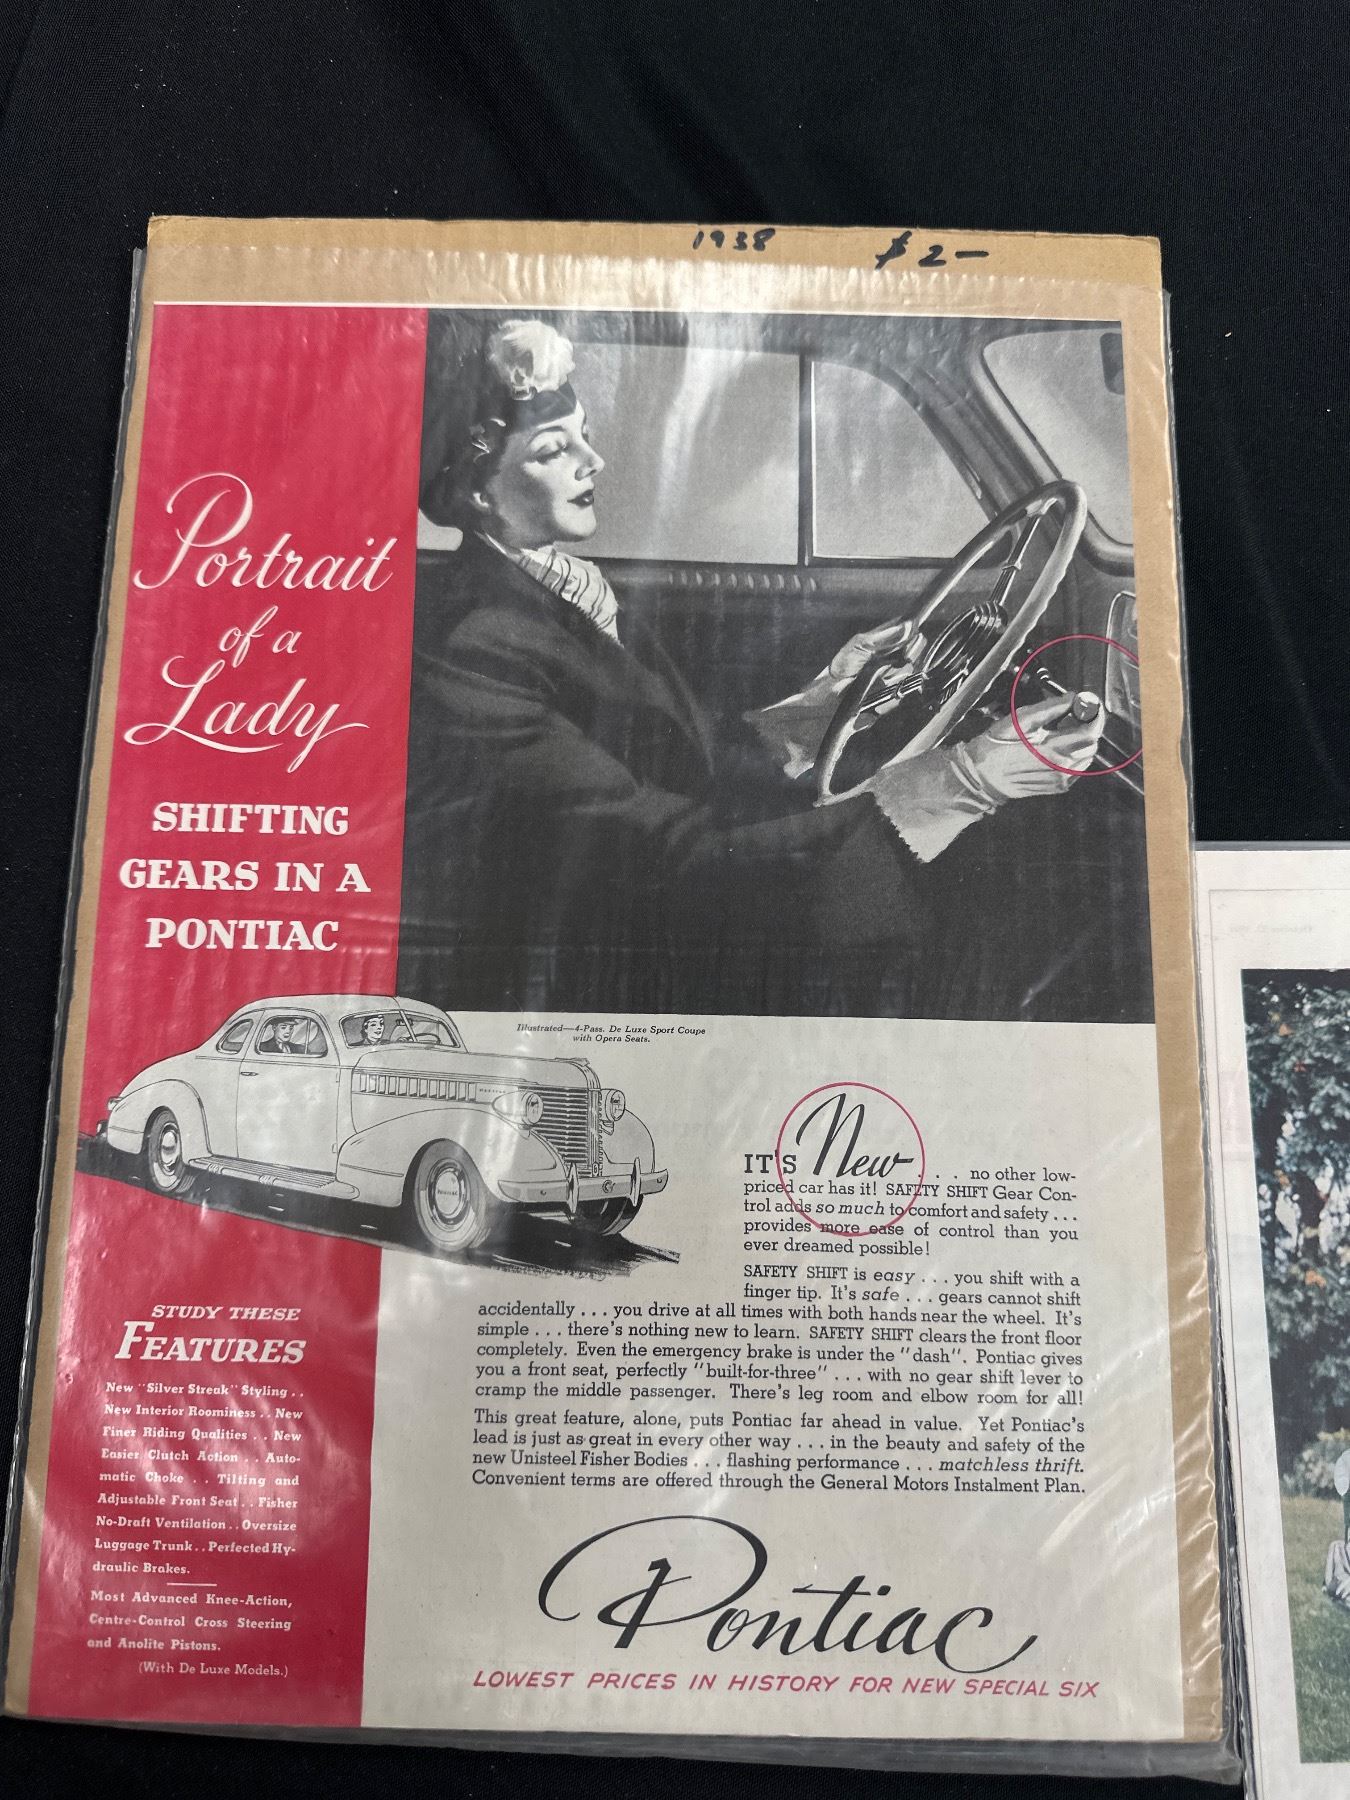 1938 $2—
Portrait
of a
Lady
SHIFTING
GEARS IN A
PONTIAC
Illustrated—4-Pass. De Luxe Sport Coupe
with Opera Seats.
IT'S New . . . no other low-
priced car has it! SAFETY SHIFT Gear Con-
trol adds so much to comfort and safety . . .
provides more ease of control than you
ever dreamed possible!
SAFETY SHIFT is easy . . . you shift with a
finger tip. It's safe . . . gears cannot shift
accidentally . . . you drive at all times with both hands near the wheel. It's
simple . . . there's nothing new to learn. SAFETY SHIFT clears the front floor
completely. Even the emergency brake is under the "dash". Pontiac gives
you a front seat, perfectly "built-for-three" . . . with no gear shift lever to
cramp the middle passenger. There's leg room and elbow room for all!
This great feature, alone, puts Pontiac far ahead in value. Yet Pontiac's
lead is just as great in every other way . . . in the beauty and safety of the
new Unisteel Fisher Bodies . . . flashing performance . . . matchless thrift.
Convenient terms are offered through the General Motors Instalment Plan.
STUDY THESE
FEATURES
New "Silver Streak" Styling . .
New Interior Roominess . . New
Finer Riding Qualities . . New
Easier Clutch Action . . Auto-
matic Choke . . Tilting and
Adjustable Front Seat . . Fisher
No-Draft Ventilation . . Oversize
Luggage Trunk . . Perfected Hy-
draulic Brakes.
Most Advanced Knee-Action,
Centre-Control Cross Steering
and Anolite Pistons.
(With De Luxe Models.)
Pontiac
LOWEST PRICES IN HISTORY FOR NEW SPECIAL SIX